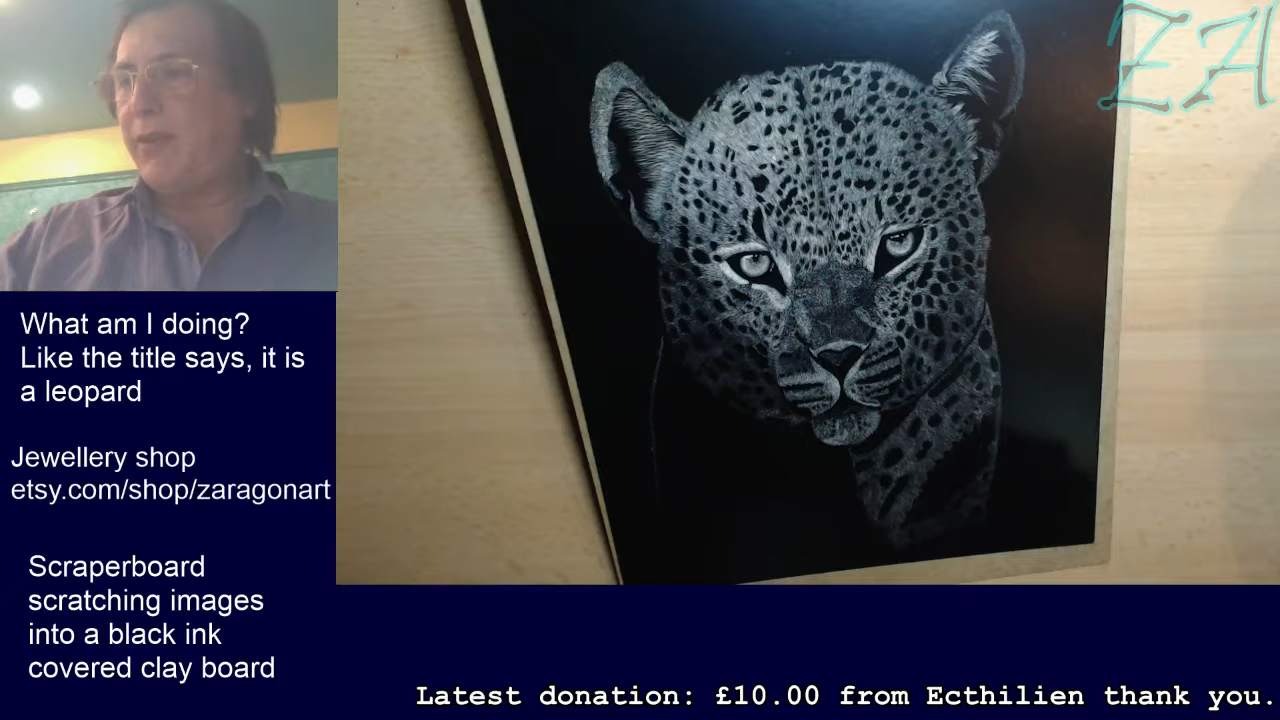 ZA
What am I doing?
Like the title says, it is
a leopard
Jewellery shop
etsy.com/shop/zaragonart
Scraperboard
scratching images
into a black ink
covered clay board
Latest donation: £10.00 from Ecthilien thank you.